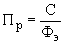 Пр = С / Фэ